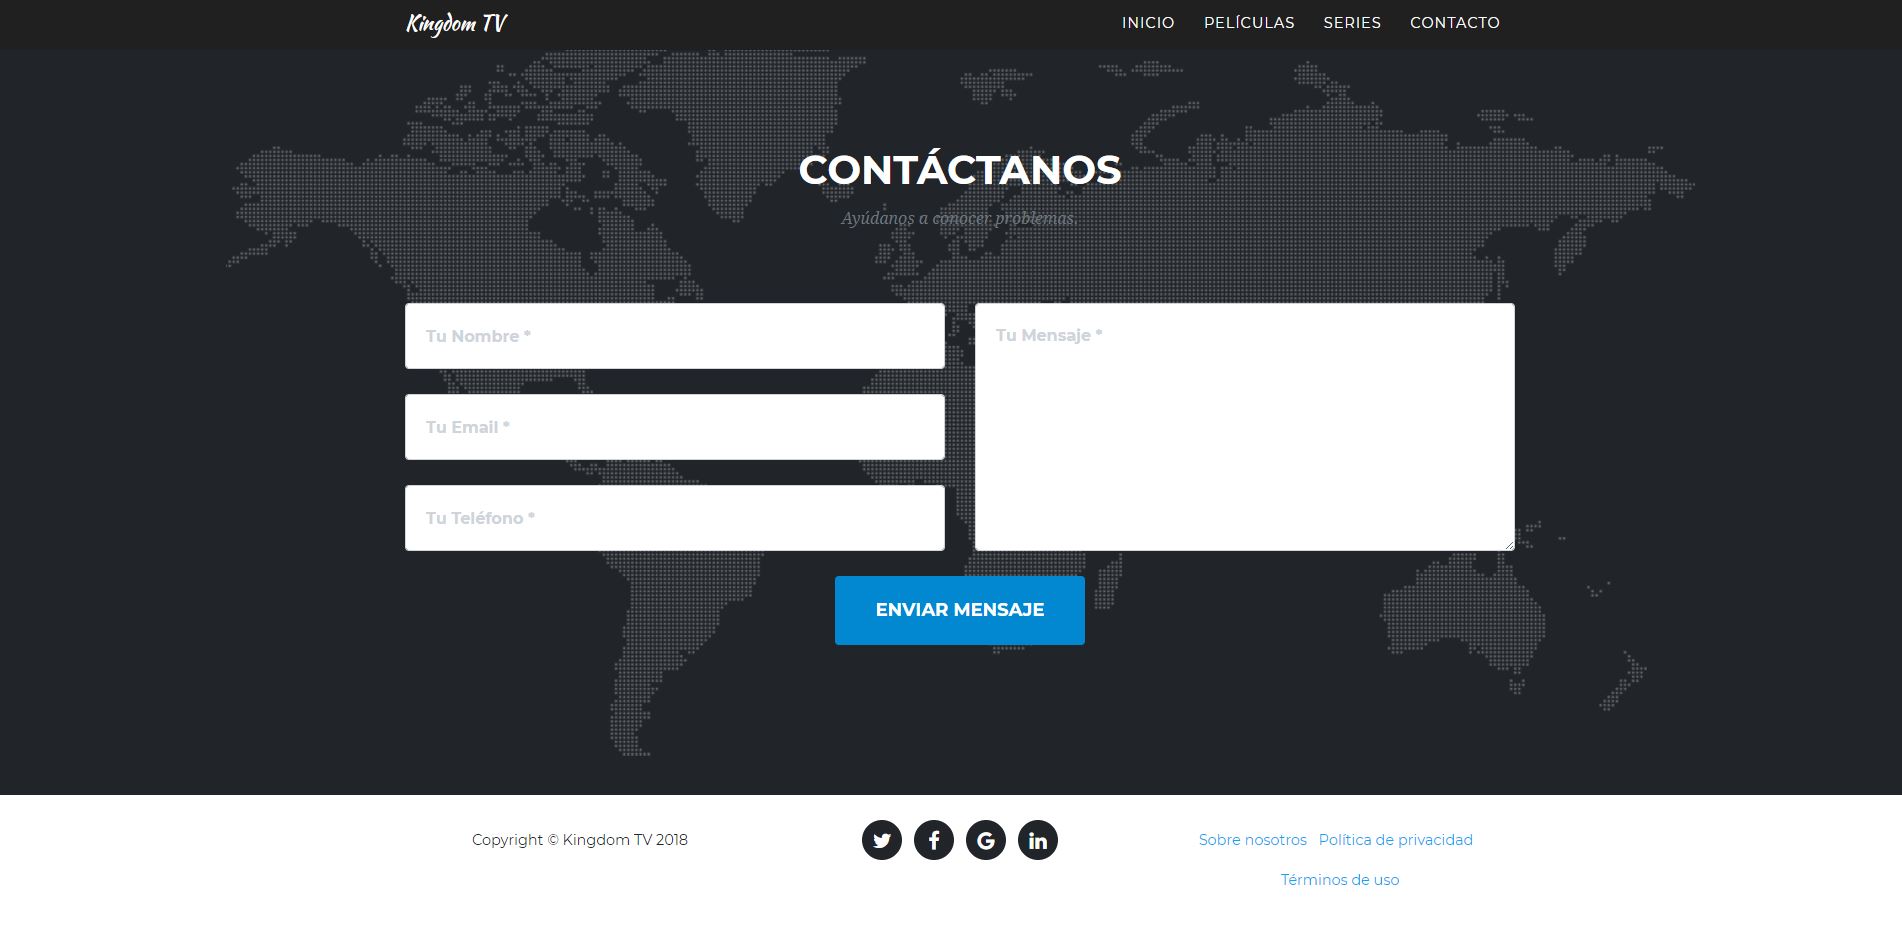 Kingdom TV
INICIO PELÍCULAS SERIES CONTACTO
CONTÁCTANOS
Ayúdanos a conocer problemas.
Tu Nombre *
Tu Email *
Tu Teléfono *
Tu Mensaje *
ENVIAR MENSAJE
Copyright © Kingdom TV 2018
Sobre nosotros Política de privacidad
Términos de uso